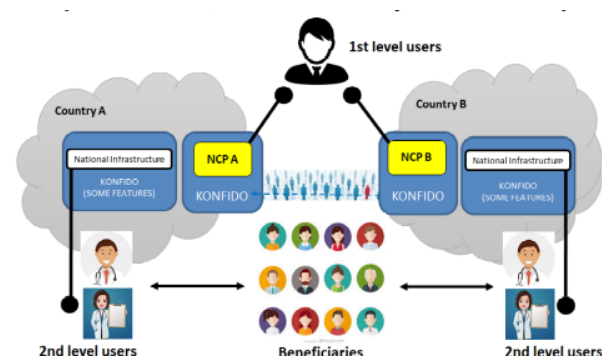 1st level users
Country A
Country B
National Infrastructure
NCP A
NCP B
National Infrastructure
KONFIDO
(SOME FEATURES)
KONFIDO
KONFIDO
KONFIDO
(SOME FEATURES)
2nd level users
Beneficiaries
2nd level users